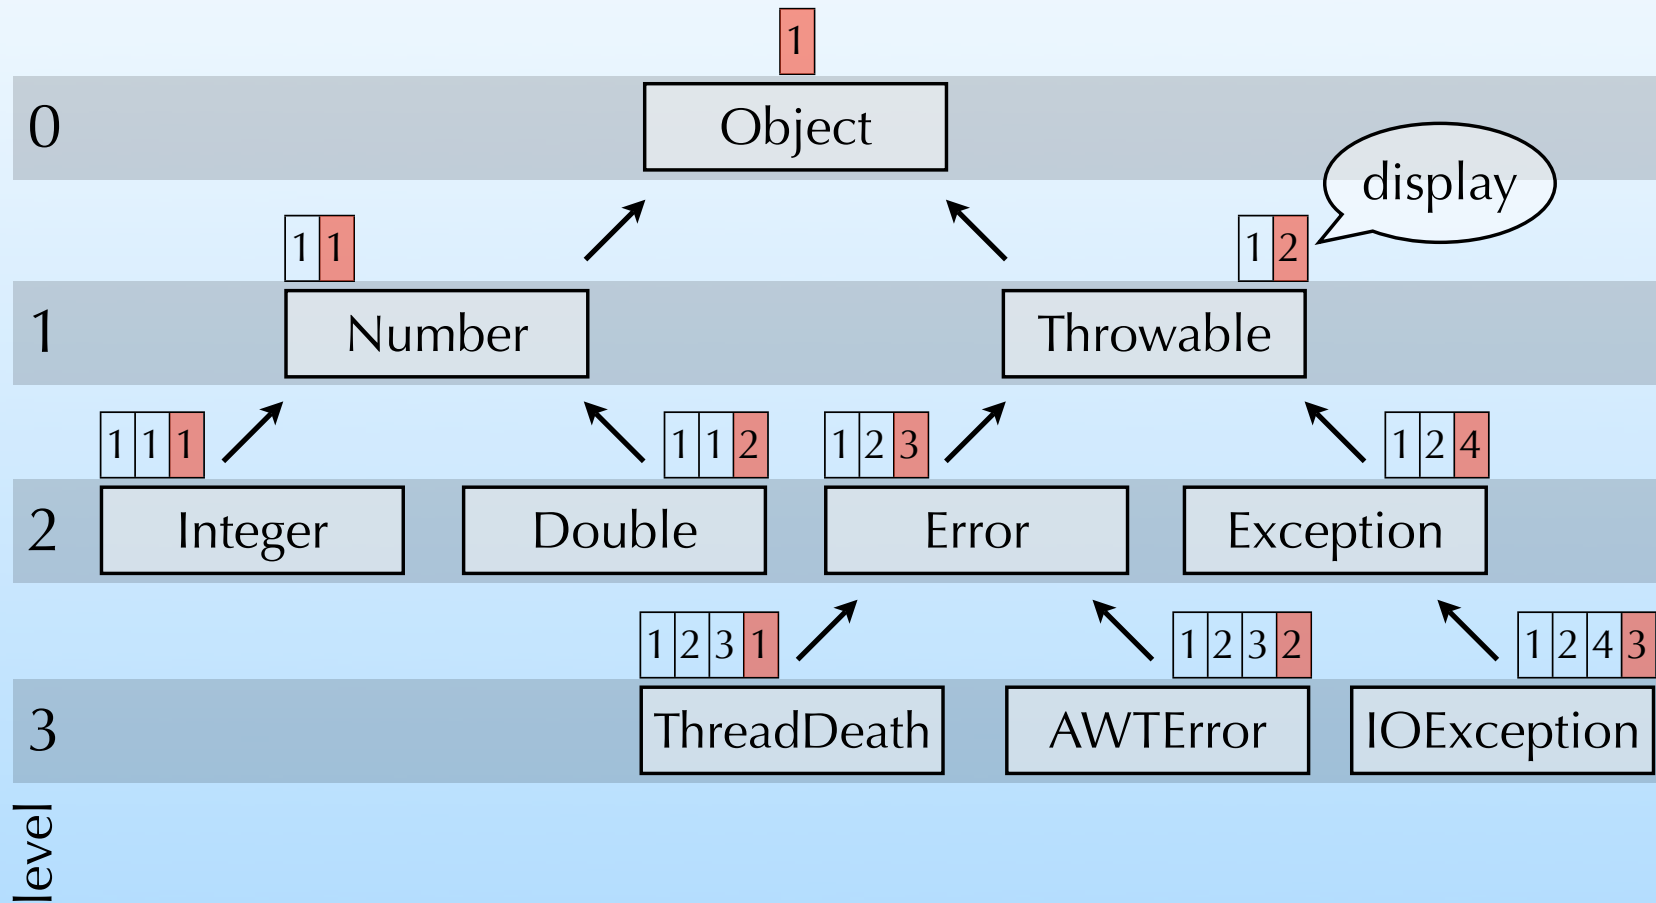 1
0 Object
display
1 1
1 2
1 Number Throwable
1 1 1
1 1 2
1 2 3
1 2 4
2 Integer Double Error Exception
1 2 3 1
1 2 3 2
1 2 4 3
3 ThreadDeath AWTError IOException
level